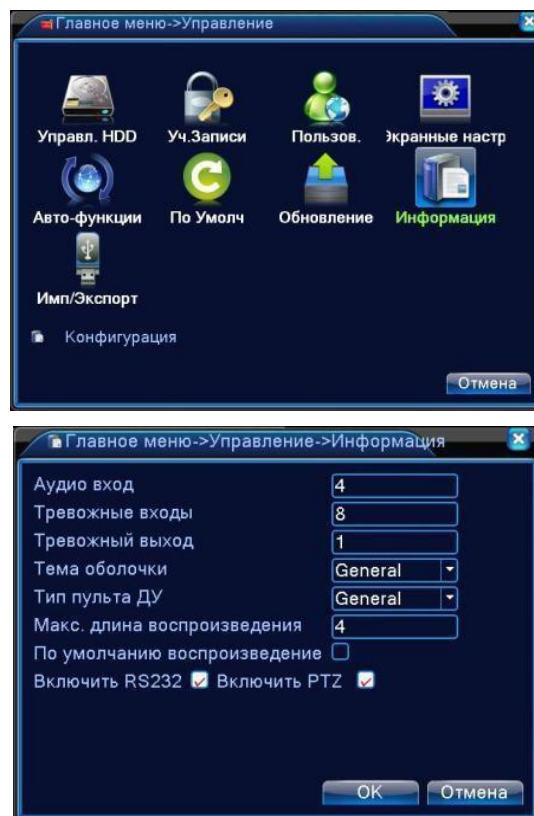 Главное меню->Управление
Управл. HDD Уч.Записи Пользов. Экранные настр
Авто-функции По Умолч Обновление Информация
Имп/Экспорт
Конфигурация
Отмена
Главное меню->Управление->Информация
Аудио вход 4
Тревожные входы 8
Тревожный выход 1
Тема оболочки General
Тип пульта ДУ General
Макс. длина воспроизведения 4
По умолчанию воспроизведение
Включить RS232 Включить PTZ
OK Отмена